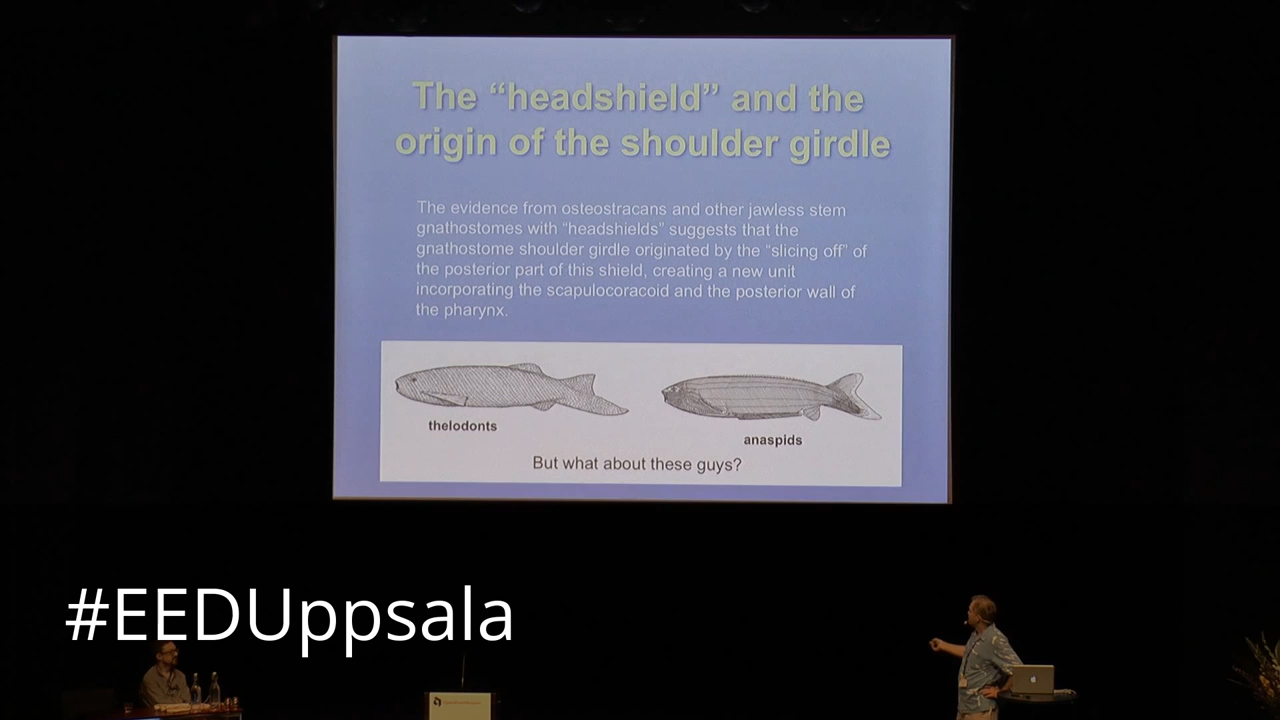 The “headshield” and the
origin of the shoulder girdle
The evidence from osteostracans and other jawless stem
gnathostomes with “headshields” suggests that the
gnathostome shoulder girdle originated by the “slicing off” of
the posterior part of this shield, creating a new unit
incorporating the scapulocoracoid and the posterior wall of
the pharynx.
thelodonts
anaspids
But what about these guys?
#EEDUppsala